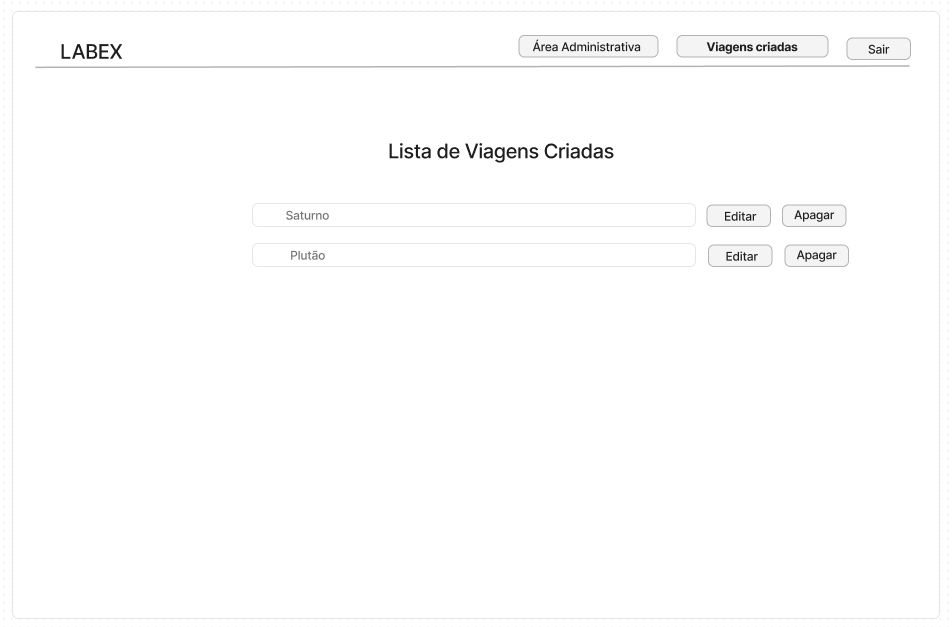 LABEX
Área Administrativa
Viagens criadas
Sair
Lista de Viagens Criadas
Saturno
Editar
Apagar
Plutão
Editar
Apagar